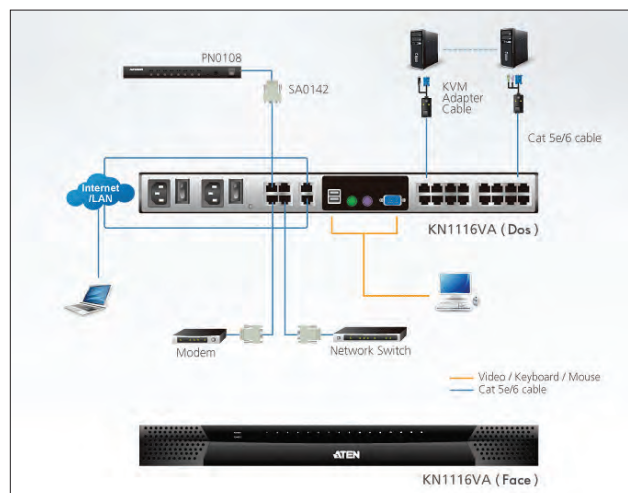 PN0108
SA0142
KVM
Adapter
Cable
Cat 5e/6 cable
Internet
/LAN
KN1116VA ( Dos )
Modem
Network Switch
Video / Keyboard / Mouse
Cat 5e/6 cable
ATEN
KN1116VA ( Face )